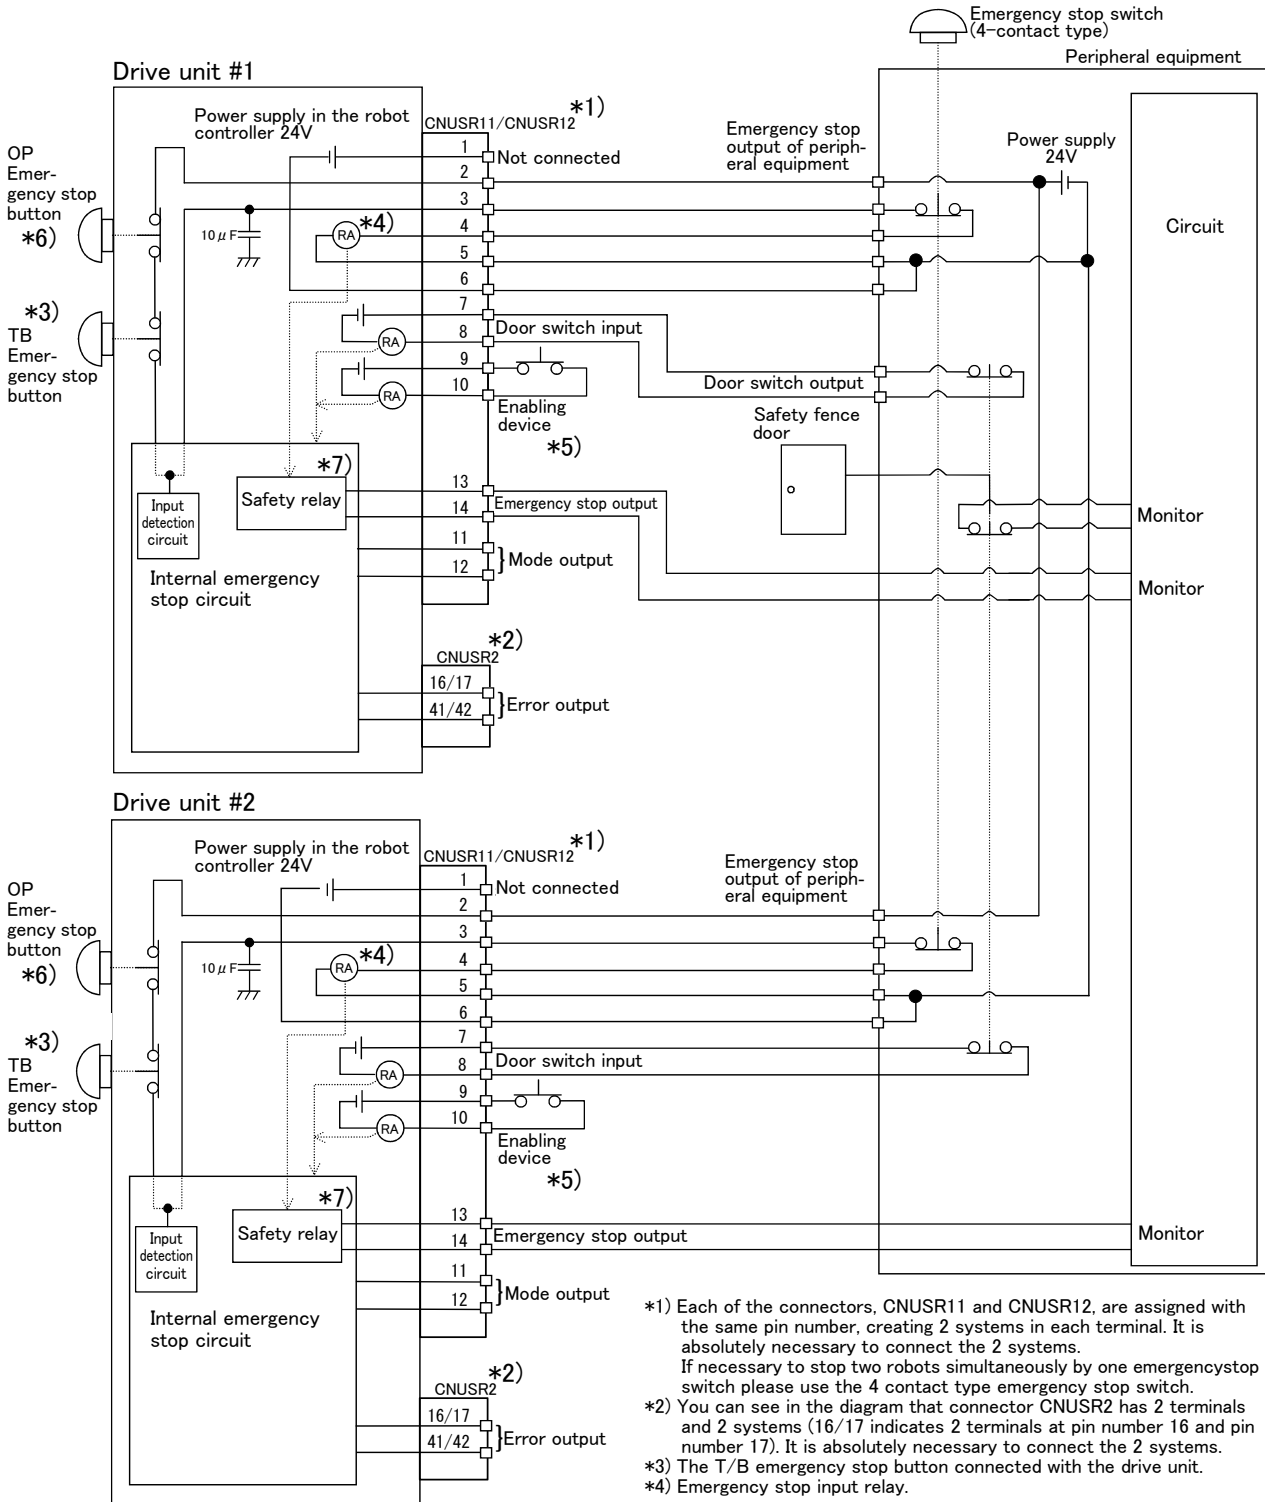 Emergency stop switch
(4-contact type)
Peripheral equipment
Drive unit #1
Power supply in the robot
controller 24V
*1)
CNUSR11/CNUSR12
Emergency stop
output of periph-
eral equipment
Power supply
24V
OP
Emer-
gency stop
button
*6)
1
Not connected
2
3
10μF
RA
*4)
4
5
6
Circuit
*3)
TB
Emer-
gency stop
button
7
Door switch input
RA
8
9
Door switch output
RA
10
Enabling
device
*5)
Safety fence
door
*7)
Safety relay
13
Emergency stop output
14
Monitor
Input
detection
circuit
11
Mode output
12
Internal emergency
stop circuit
Monitor
*2)
CNUSR2
16/17
Error output
41/42
Drive unit #2
Power supply in the robot
controller 24V
*1)
CNUSR11/CNUSR12
Emergency stop
output of periph-
eral equipment
OP
Emer-
gency stop
button
*6)
1
Not connected
2
3
10μF
RA
*4)
4
5
6
*3)
TB
Emer-
gency stop
button
7
Door switch input
RA
8
9
RA
10
Enabling
device
*5)
*7)
Safety relay
13
Emergency stop output
14
Monitor
Input
detection
circuit
11
Mode output
12
Internal emergency
stop circuit
*2)
CNUSR2
16/17
Error output
41/42
*1) Each of the connectors, CNUSR11 and CNUSR12, are assigned with
the same pin number, creating 2 systems in each terminal. It is
absolutely necessary to connect the 2 systems.
If necessary to stop two robots simultaneously by one emergencystop
switch please use the 4 contact type emergency stop switch.
*2) You can see in the diagram that connector CNUSR2 has 2 terminals
and 2 systems (16/17 indicates 2 terminals at pin number 16 and pin
number 17). It is absolutely necessary to connect the 2 systems.
*3) The T/B emergency stop button connected with the drive unit.
*4) Emergency stop input relay.